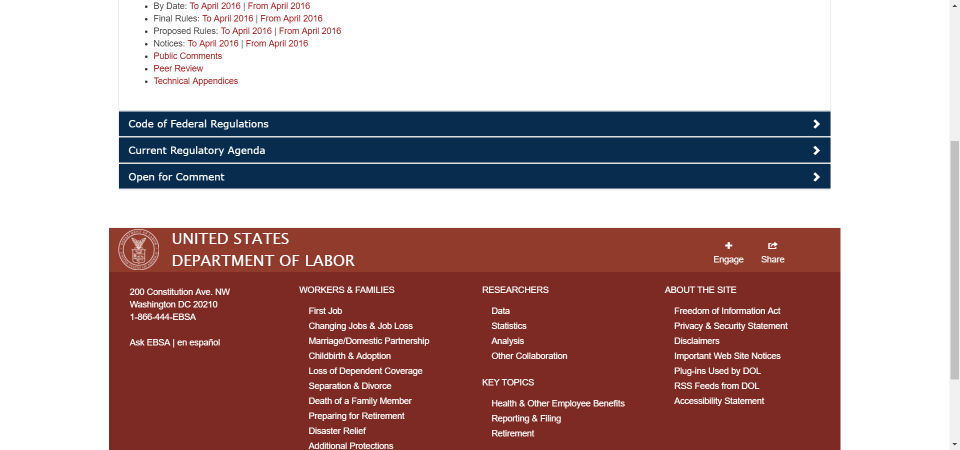 By Date: To April 2016 | From April 2016
Final Rules: To April 2016 | From April 2016
Proposed Rules: To April 2016 | From April 2016
Notices: To April 2016 | From April 2016
Public Comments
Peer Review
Technical Appendices
Code of Federal Regulations
Current Regulatory Agenda
Open for Comment
UNITED STATES
DEPARTMENT OF LABOR
Engage
Share
200 Constitution Ave. NW
Washington DC 20210
1-866-444-EBSA
Ask EBSA | en español
WORKERS & FAMILIES
First Job
Changing Jobs & Job Loss
Marriage/Domestic Partnership
Childbirth & Adoption
Loss of Dependent Coverage
Separation & Divorce
Death of a Family Member
Preparing for Retirement
Disaster Relief
Additional Protections
RESEARCHERS
Data
Statistics
Analysis
Other Collaboration
KEY TOPICS
Health & Other Employee Benefits
Reporting & Filing
Retirement
ABOUT THE SITE
Freedom of Information Act
Privacy & Security Statement
Disclaimers
Important Web Site Notices
Plug-ins Used by DOL
RSS Feeds from DOL
Accessibility Statement